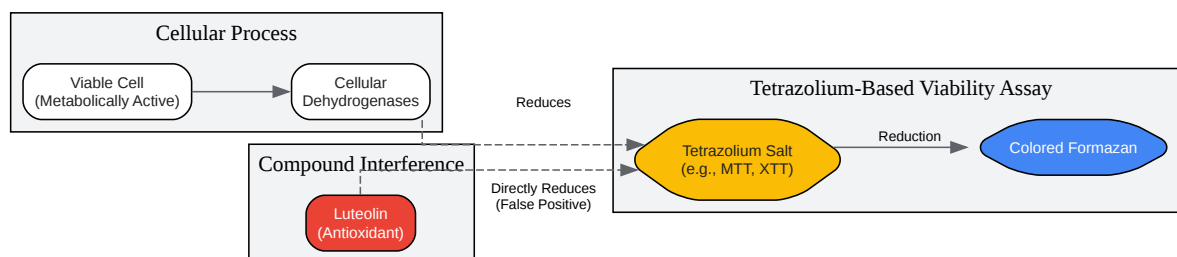 Cellular Process
Viable Cell
(Metabolically Active)
Cellular
Dehydrogenases
Reduces
Compound Interference
Luteolin
(Antioxidant)
Directly Reduces
(False Positive)
Tetrazolium-Based Viability Assay
Tetrazolium Salt
(e.g., MTT, XTT)
Reduction
Colored Formazan